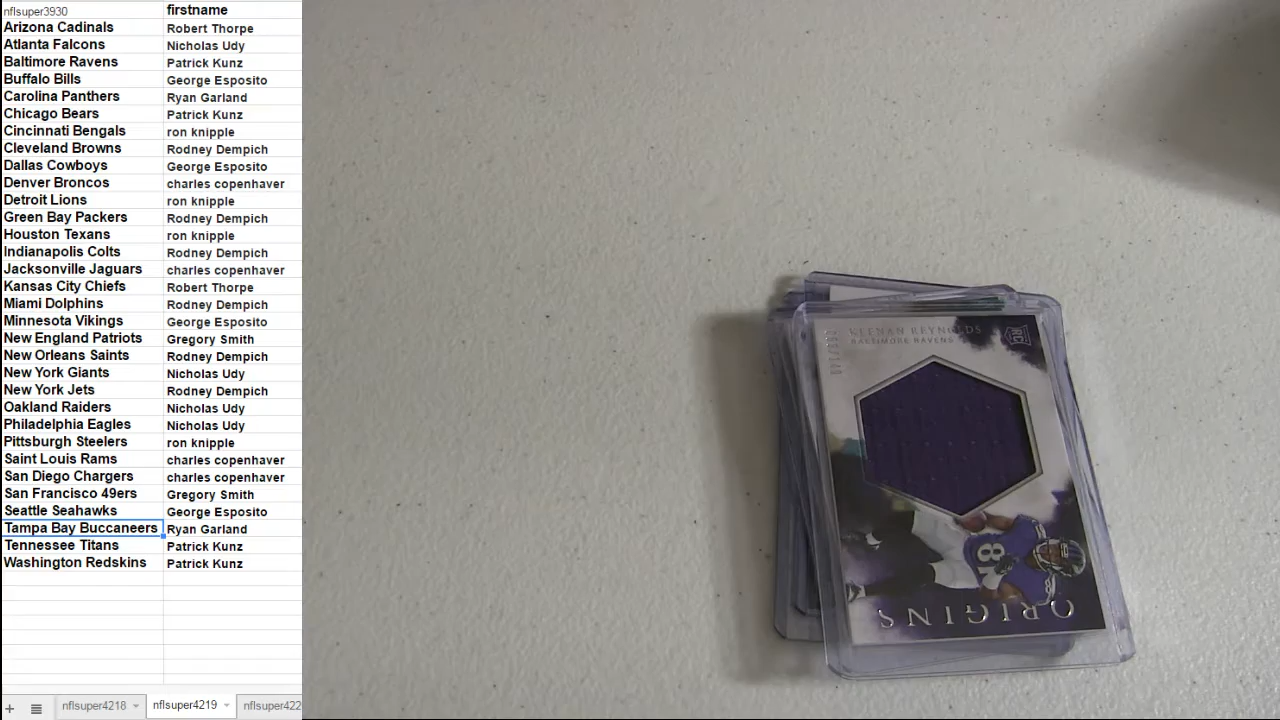 nflsuper3930 firstname
Arizona Cadinals Robert Thorpe
Atlanta Falcons Nicholas Udy
Baltimore Ravens Patrick Kunz
Buffalo Bills George Esposito
Carolina Panthers Ryan Garland
Chicago Bears Patrick Kunz
Cincinnati Bengals ron knipple
Cleveland Browns Rodney Dempich
Dallas Cowboys George Esposito
Denver Broncos charles copenhaver
Detroit Lions ron knipple
Green Bay Packers Rodney Dempich
Houston Texans ron knipple
Indianapolis Colts Rodney Dempich
Jacksonville Jaguars charles copenhaver
Kansas City Chiefs Robert Thorpe
Miami Dolphins Rodney Dempich
Minnesota Vikings George Esposito
New England Patriots Gregory Smith
New Orleans Saints Rodney Dempich
New York Giants Nicholas Udy
New York Jets Rodney Dempich
Oakland Raiders Nicholas Udy
Philadelphia Eagles Nicholas Udy
Pittsburgh Steelers ron knipple
Saint Louis Rams charles copenhaver
San Diego Chargers charles copenhaver
San Francisco 49ers Gregory Smith
Seattle Seahawks George Esposito
Tampa Bay Buccaneers Ryan Garland
Tennessee Titans Patrick Kunz
Washington Redskins Patrick Kunz
nflsuper4218 nflsuper4219 nflsuper422
KEENAN REYNOLDS
BALTIMORE RAVENS
RC
81
ORIGINS